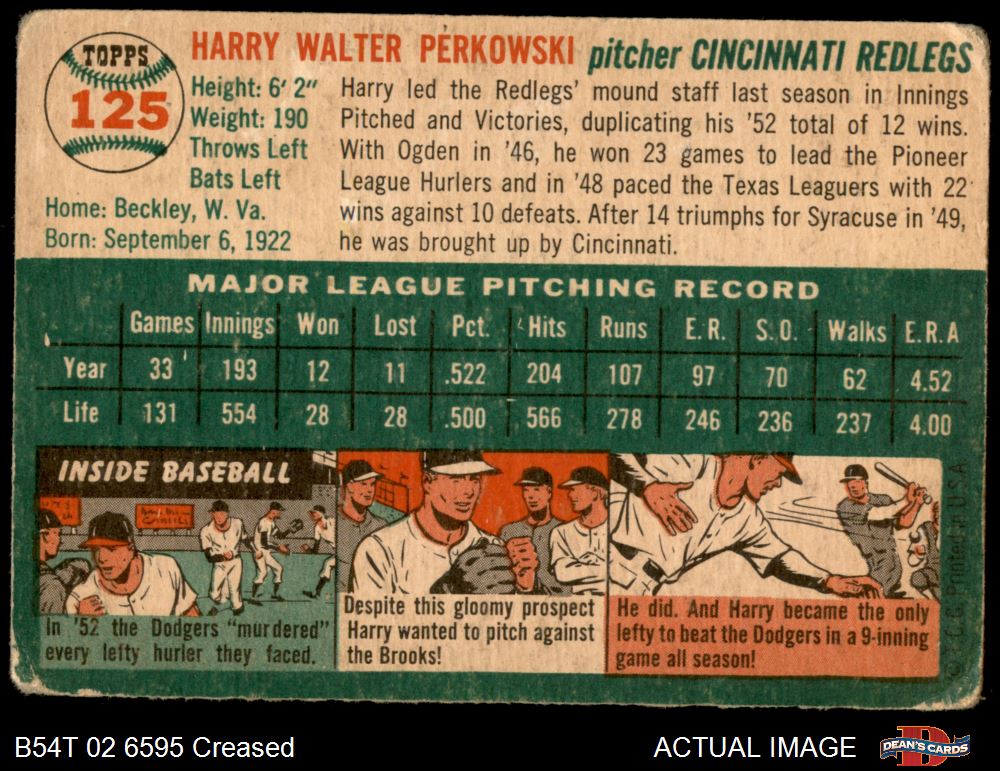 TOPPS
125
HARRY WALTER PERKOWSKI pitcher CINCINNATI REDLEGS
Height: 6' 2"
Weight: 190
Throws Left
Bats Left
Home: Beckley, W. Va.
Born: September 6, 1922
Harry led the Redlegs' mound staff last season in Innings
Pitched and Victories, duplicating his '52 total of 12 wins.
With Ogden in '46, he won 23 games to lead the Pioneer
League Hurlers and in '48 paced the Texas Leaguers with 22
wins against 10 defeats. After 14 triumphs for Syracuse in '49,
he was brought up by Cincinnati.
MAJOR LEAGUE PITCHING RECORD
Games Innings Won Lost Pct. Hits Runs E.R. S.O. Walks E.R.A
Year 33 193 12 11 .522 204 107 97 70 62 4.52
Life 131 554 28 28 .500 566 278 246 236 237 4.00
INSIDE BASEBALL
In '52 the Dodgers "murdered"
every lefty hurler they faced.
Despite this gloomy prospect
Harry wanted to pitch against
the Brooks!
He did. And Harry became the only
lefty to beat the Dodgers in a 9-inning
game all season!
T.C.G. Printed in U.S.A.
B54T 02 6595 Creased
ACTUAL IMAGE
DEAN'S CARDS